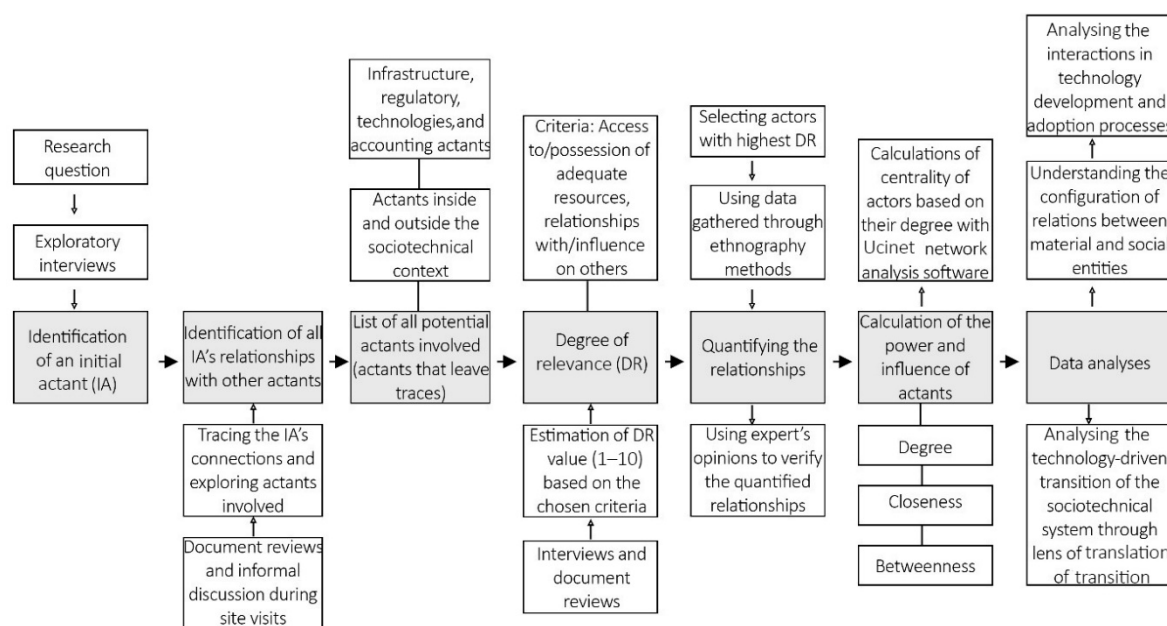 Research
question
Exploratory
interviews
Identification
of an initial
actant (IA)
Identification of all
IA's relationships
with other actants
Tracing the IA's
connections and
exploring actants
involved
Document reviews
and informal
discussion during
site visits
Infrastructure,
regulatory,
technologies,and
accounting actants
Actants inside
and outside the
sociotechnical
context
List of all potential
actants involved
(actants that leave
traces)
Criteria: Access
to/possession of
adequate
resources,
relationships
with/influence
on others
Degree of
relevance (DR)
Estimation of DR
value (1–10)
based on the
chosen criteria
Interviews and
document
reviews
Selecting actors
with highest DR
Using data
gathered through
ethnography
methods
Quantifying the
relationships
Using expert's
opinions to verify
the quantified
relationships
Calculations of
centrality of
actors based on
their degree with
Ucinet network
analysis software
Calculation of the
power and
influence of
actants
Degree
Closeness
Betweenness
Analysing the
interactions in
technology
development and
adoption processes
Understanding the
configuration of
relations between
material and social
entities
Data analyses
Analysing the
technology-driven
transition of the
sociotechnical
system through
lens of translation
of transition